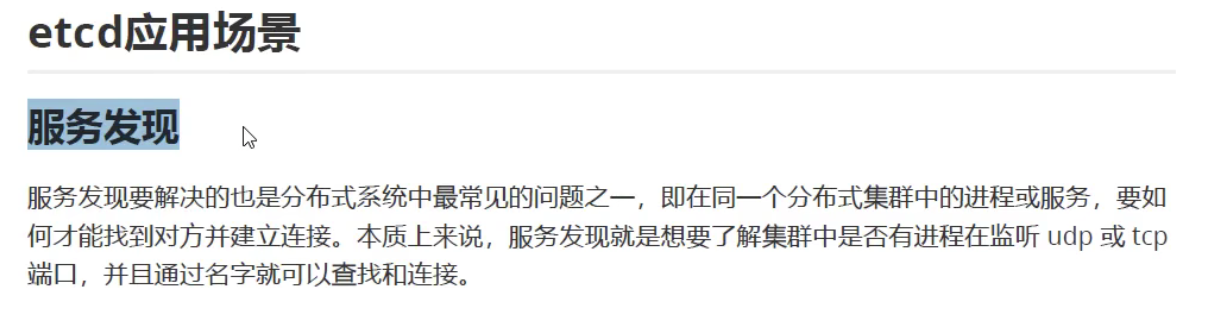 etcd应用场景
服务发现
服务发现要解决的也是分布式系统中最常见的问题之一，即在同一个分布式集群中的进程或服务，要如
何才能找到对方并建立连接。本质上来说，服务发现就是想要了解集群中是否有进程在监听 udp 或 tcp
端口，并且通过名字就可以查找和连接。